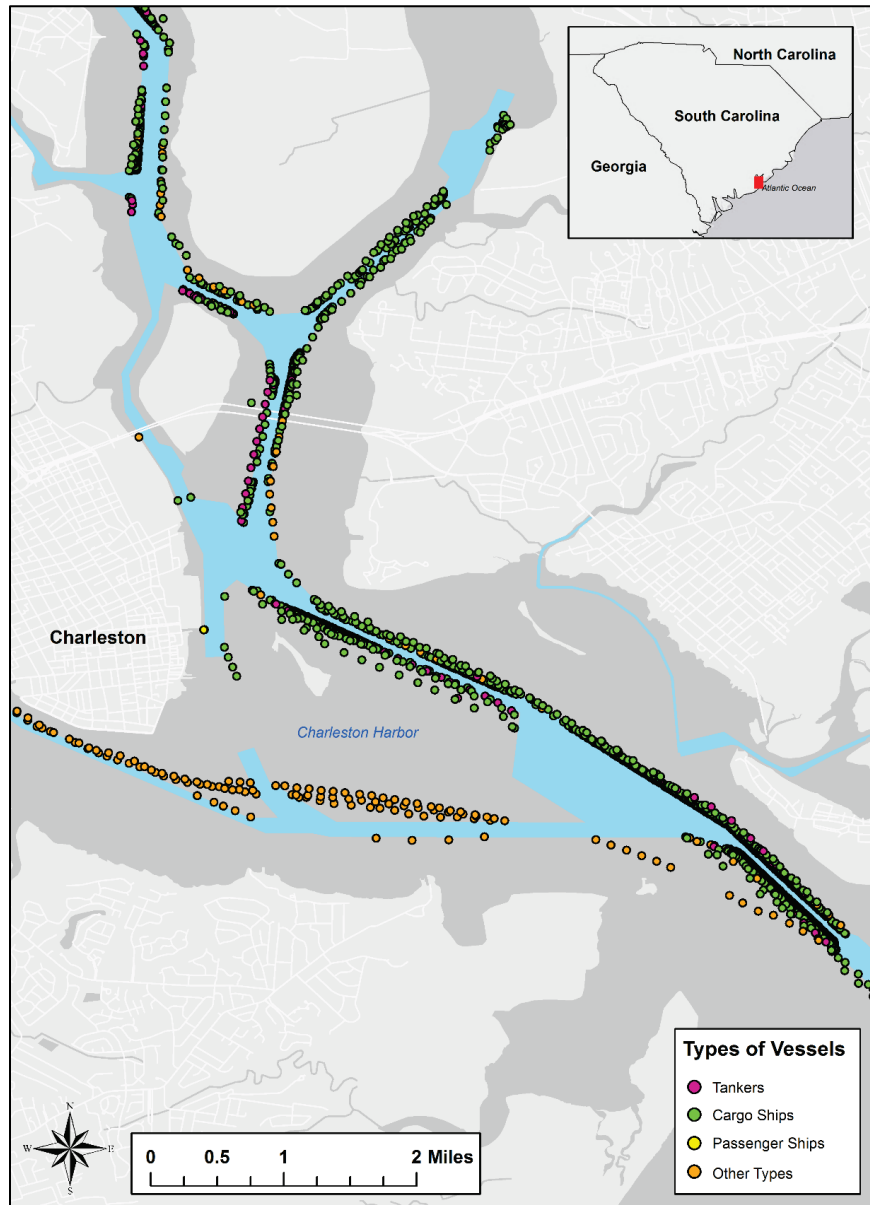 North Carolina
South Carolina
Georgia
Atlantic Ocean
Charleston
Charleston Harbor
Types of Vessels
Tankers
Cargo Ships
Passenger Ships
Other Types
N
W E
S
0 0.5 1 2 Miles